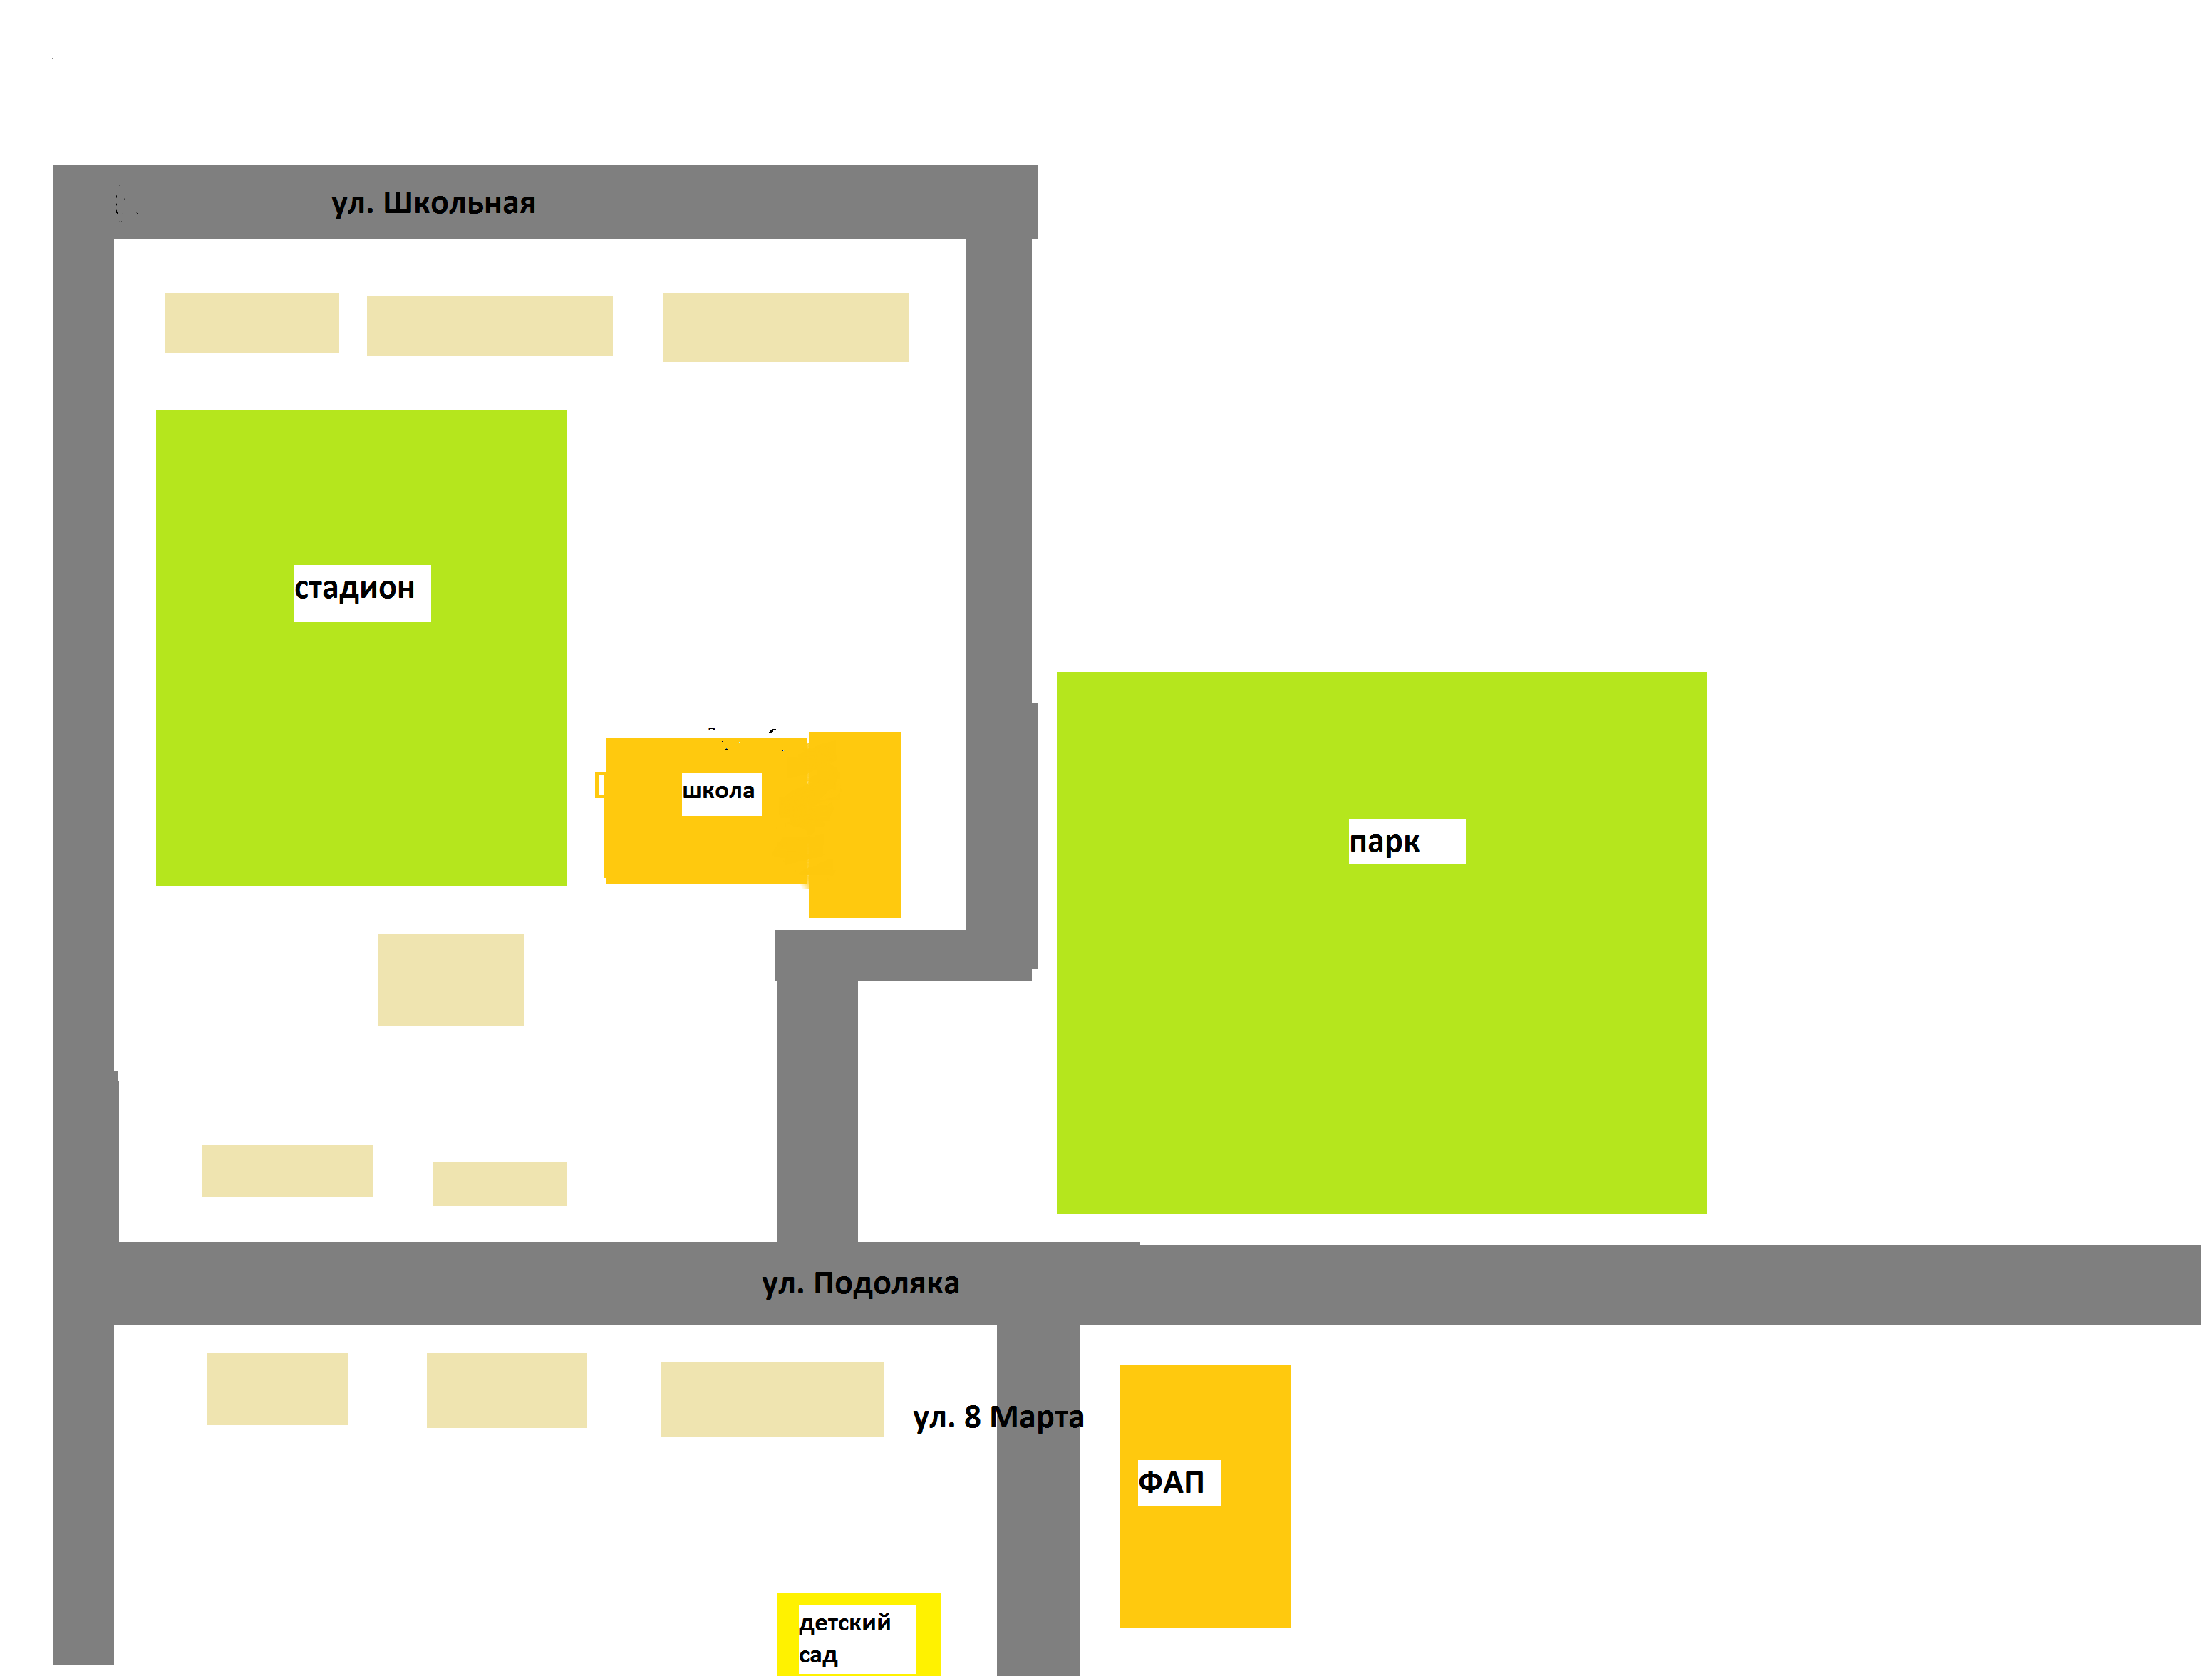 ул. Школьная
стадион
школа
парк
ул. Подоляка
ул. 8 Марта
ФАП
детский
сад